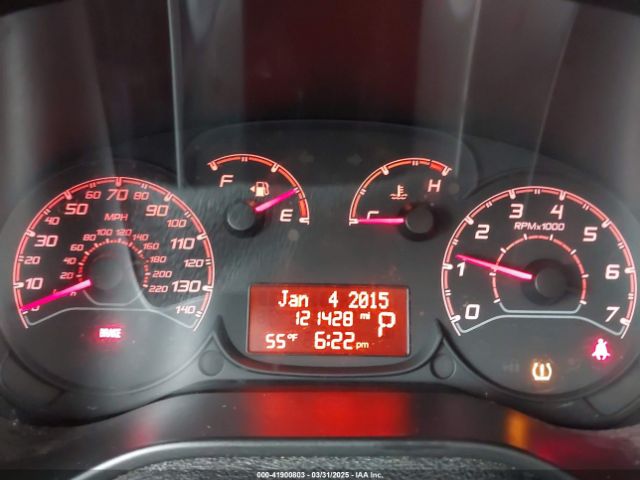 F E
C H
0 10 20 30 40 50 60 70 80 90 100 110 120 130 140
MPH
20 40 60 80 100 120 140 160 180 200 220
0 1 2 3 4 5 6 7
RPMx1000
Jan 4 2015
121428 mi P
55°F 6:22 pm
BRAKE
000-41900803 - 03/31/2025 - IAA Inc.